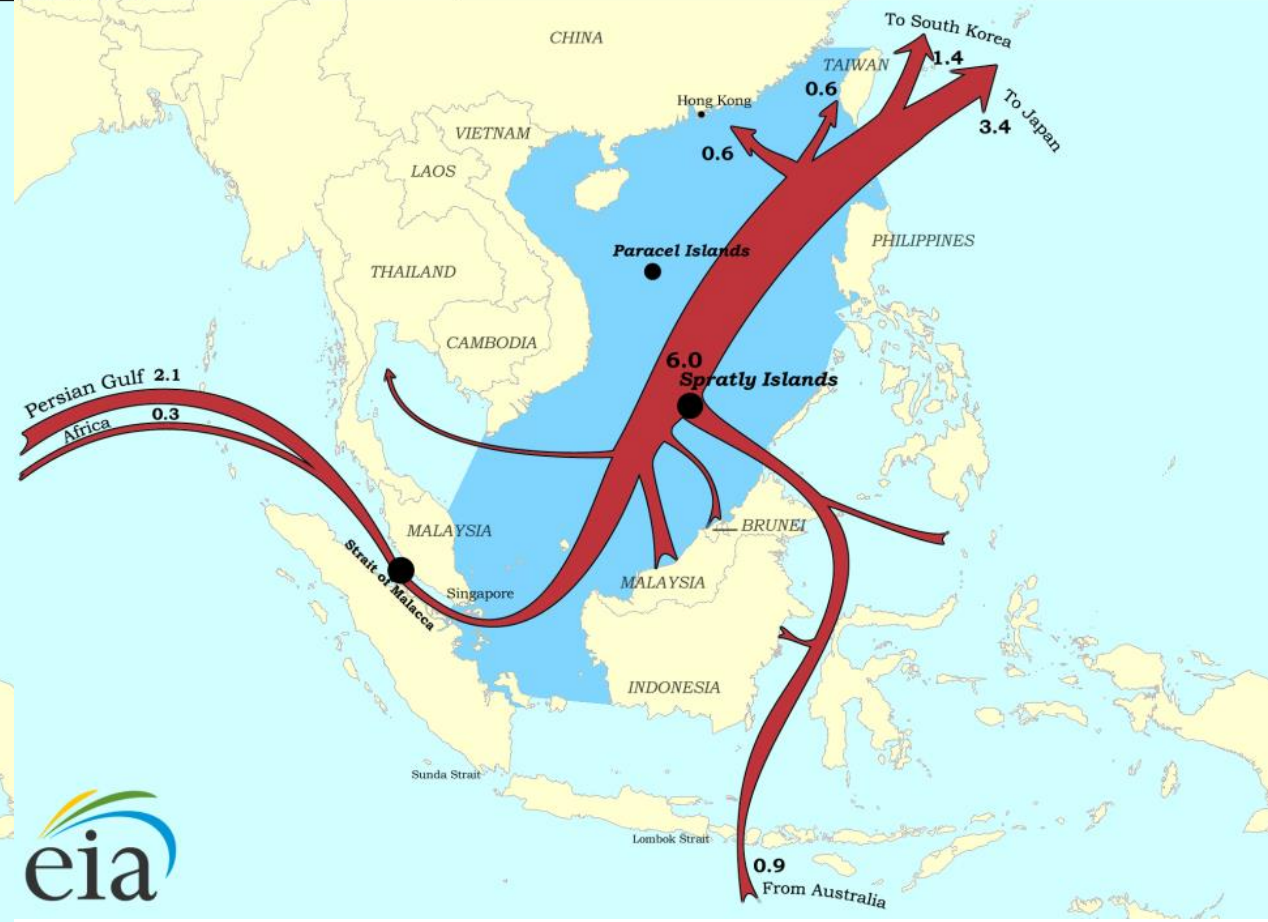 To South Korea
CHINA
1.4
TAIWAN
0.6
Hong Kong
To Japan
3.4
VIETNAM
0.6
LAOS
Paracel Islands
PHILIPPINES
THAILAND
CAMBODIA
6.0
Spratly Islands
Persian Gulf 2.1
0.3
Africa
MALAYSIA
BRUNEI
Strait of Malacca
MALAYSIA
Singapore
INDONESIA
Sunda Strait
Lombok Strait
eia
0.9
From Australia